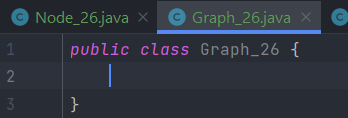 Node_26.java Graph_26.java
1 public class Graph_26 {
2
3 }